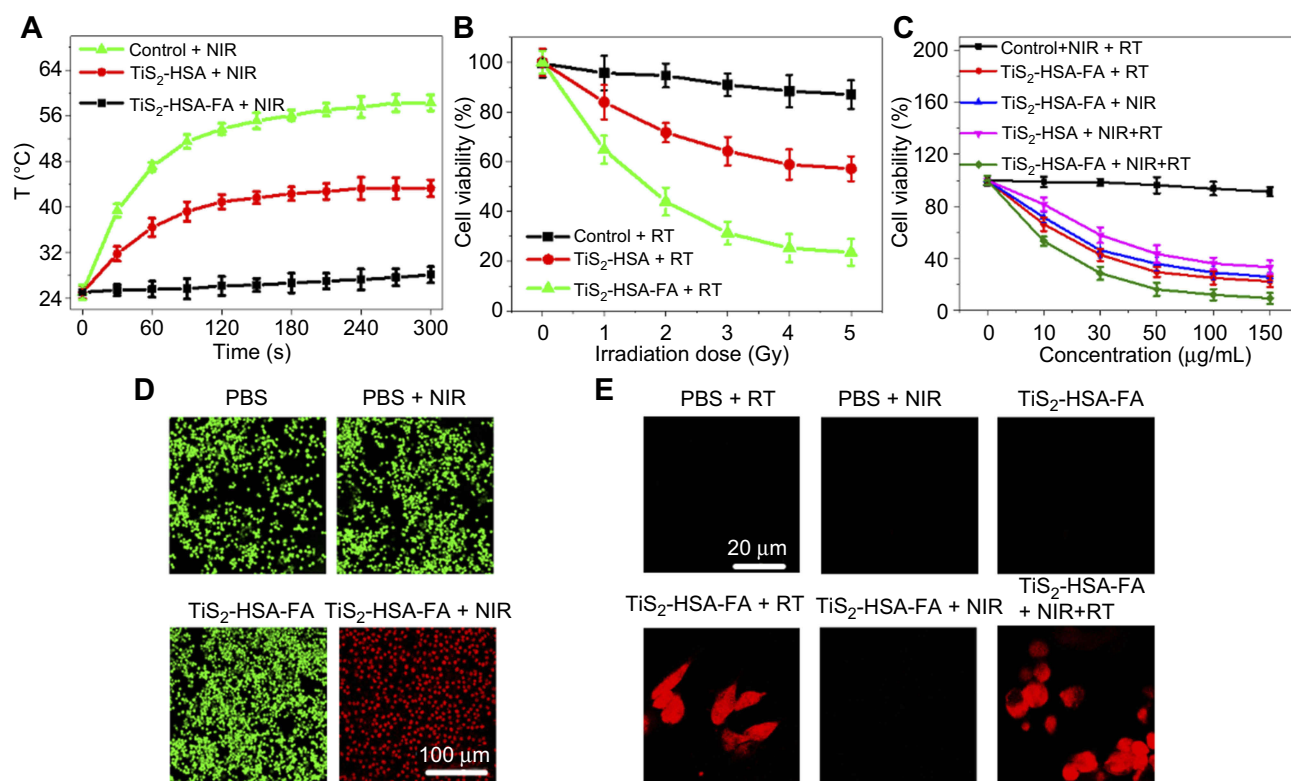 A
Control + NIR
TiS₂-HSA + NIR
TiS₂-HSA-FA + NIR
64
56
48
40
32
24
T (°C)
0 60 120 180 240 300
Time (s)
B
100
80
60
40
20
0
Cell viability (%)
Control + RT
TiS₂-HSA + RT
TiS₂-HSA-FA + RT
0 1 2 3 4 5
Irradiation dose (Gy)
C
200
160
120
80
40
0
Cell viability (%)
Control+NIR + RT
TiS₂-HSA-FA + RT
TiS₂-HSA-FA + NIR
TiS₂-HSA + NIR+RT
TiS₂-HSA-FA + NIR+RT
0 10 30 50 100 150
Concentration (μg/mL)
D
PBS
PBS + NIR
TiS₂-HSA-FA
TiS₂-HSA-FA + NIR
100 μm
E
PBS + RT
PBS + NIR
TiS₂-HSA-FA
20 μm
TiS₂-HSA-FA + RT
TiS₂-HSA-FA + NIR
TiS₂-HSA-FA
+ NIR+RT